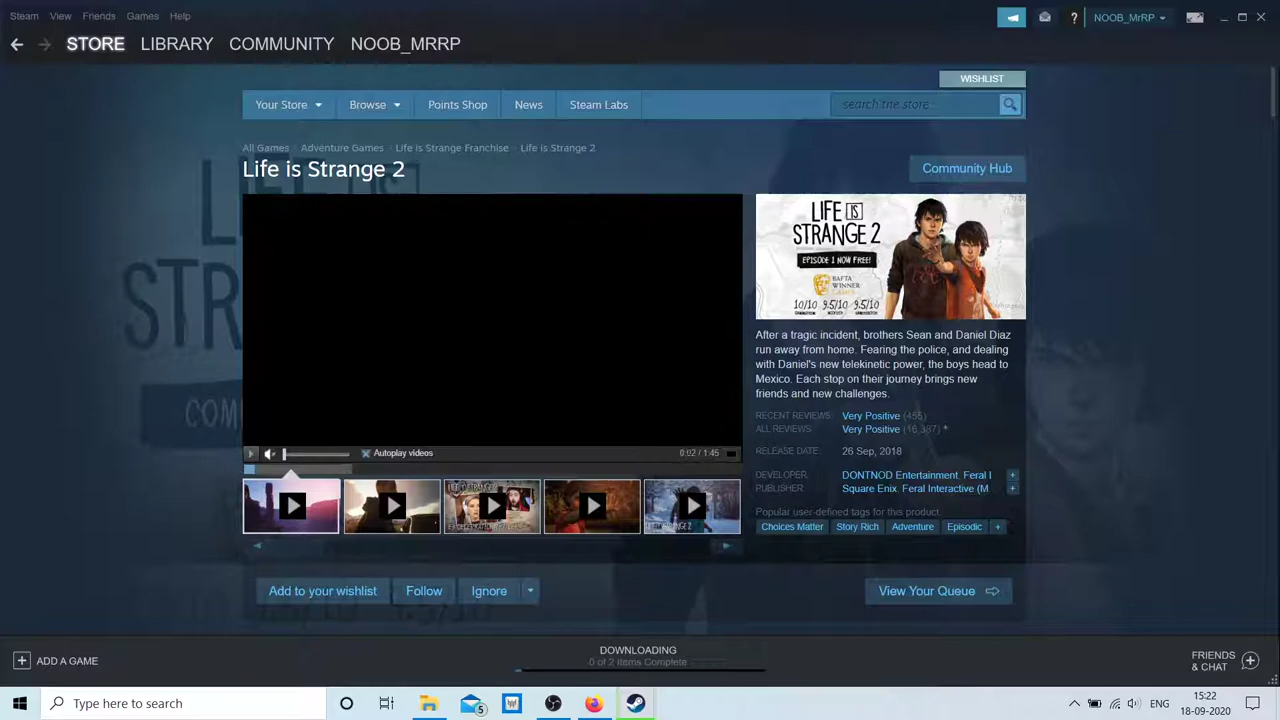 Steam View Friends Games Help
NOOB_MrRP
STORE LIBRARY COMMUNITY NOOB_MRRP
WISHLIST
Your Store Browse Points Shop News Steam Labs
search the store
All Games Adventure Games Life is Strange Franchise Life is Strange 2
Life is Strange 2
Community Hub
LIFE IS
STRANGE 2
EPISODE 1 NOW FREE!
BAFTA
WINNER
GAMES
10/10 9.5/10 9.5/10
After a tragic incident, brothers Sean and Daniel Diaz
run away from home. Fearing the police, and dealing
with Daniel's new telekinetic power, the boys head to
Mexico. Each stop on their journey brings new
friends and new challenges.
RECENT REVIEWS: Very Positive (455)
ALL REVIEWS: Very Positive (16,387) *
RELEASE DATE: 26 Sep, 2018
DEVELOPER: DONTNOD Entertainment, Feral I +
PUBLISHER: Square Enix, Feral Interactive (M +
Popular user-defined tags for this product:
Choices Matter Story Rich Adventure Episodic +
Autoplay videos 0:02 / 1:45
Add to your wishlist Follow Ignore View Your Queue
ADD A GAME
DOWNLOADING
0 of 2 Items Complete
FRIENDS
& CHAT
Type here to search
5
ENG
15:22
18-09-2020